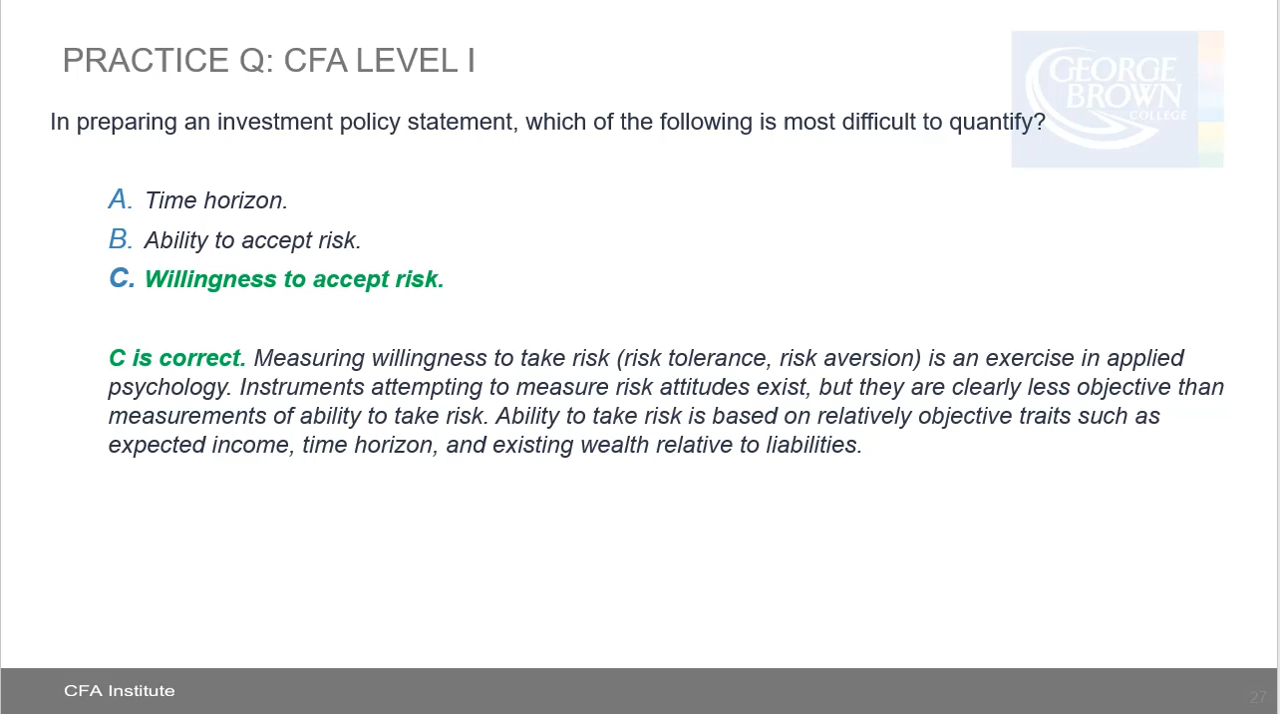 PRACTICE Q: CFA LEVEL I
GEORGE
BROWN
COLLEGE
In preparing an investment policy statement, which of the following is most difficult to quantify?
A. Time horizon.
B. Ability to accept risk.
C. Willingness to accept risk.
C is correct. Measuring willingness to take risk (risk tolerance, risk aversion) is an exercise in applied
psychology. Instruments attempting to measure risk attitudes exist, but they are clearly less objective than
measurements of ability to take risk. Ability to take risk is based on relatively objective traits such as
expected income, time horizon, and existing wealth relative to liabilities.
CFA Institute
27